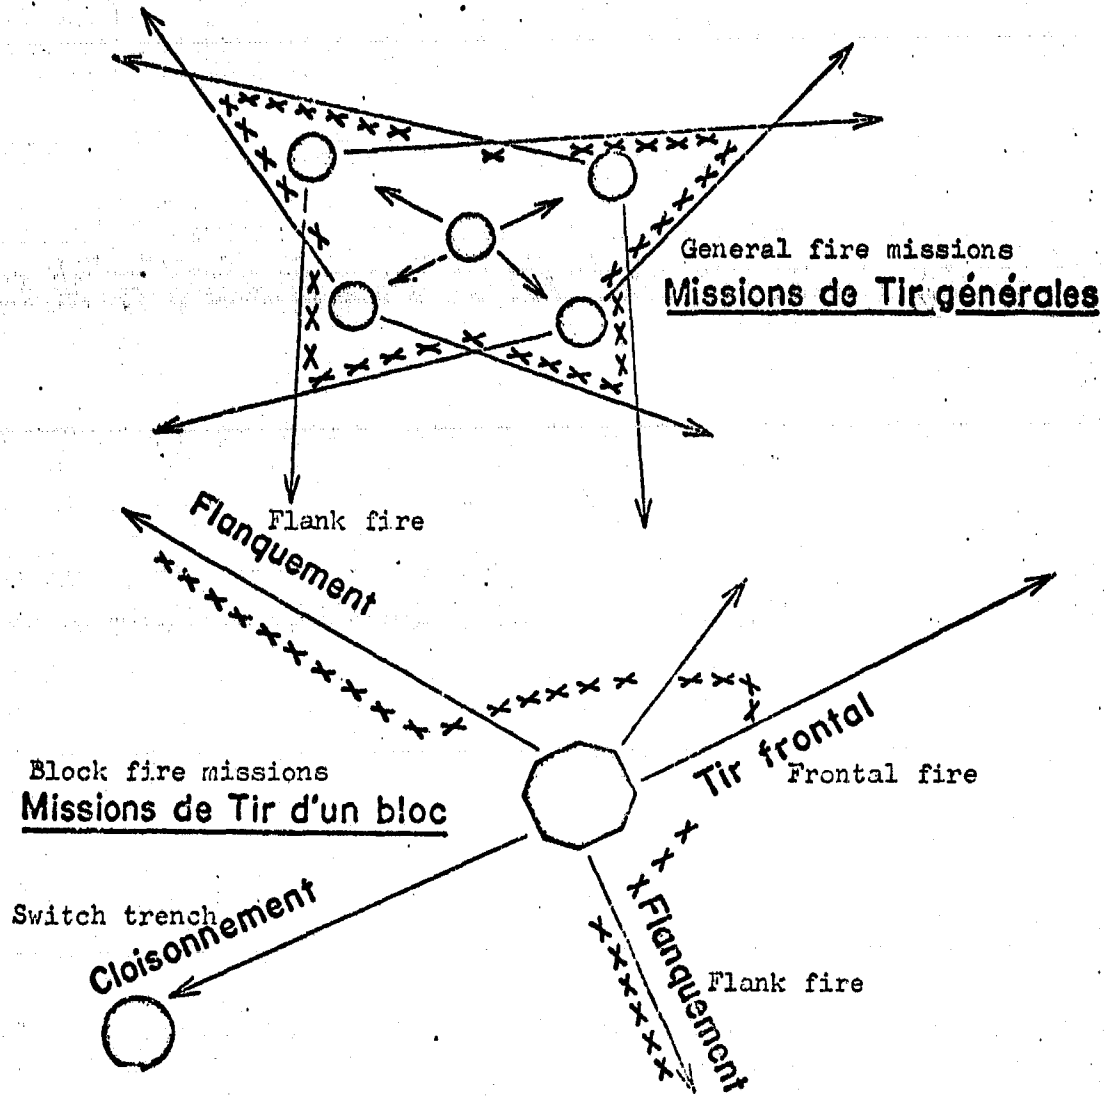 General fire missions
Missions de Tir générales
Flanquement
Flank fire
Block fire missions
Missions de Tir d'un bloc
Tir frontal
Frontal fire
Switch trench
Cloisonnement
Flanquement
Flank fire